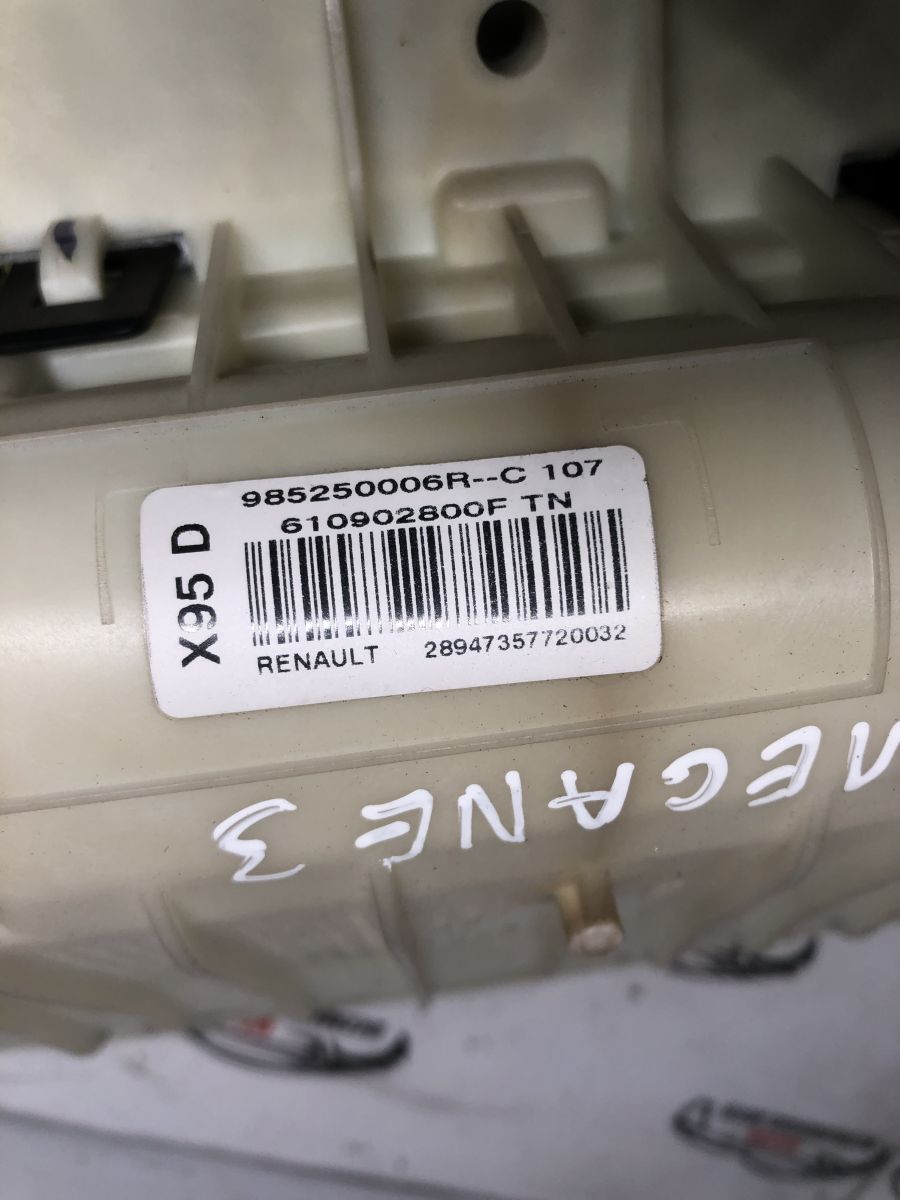 985250006R--C 107
610902800F TN
X95 D
RENAULT 28947357720032
MEGANE 3